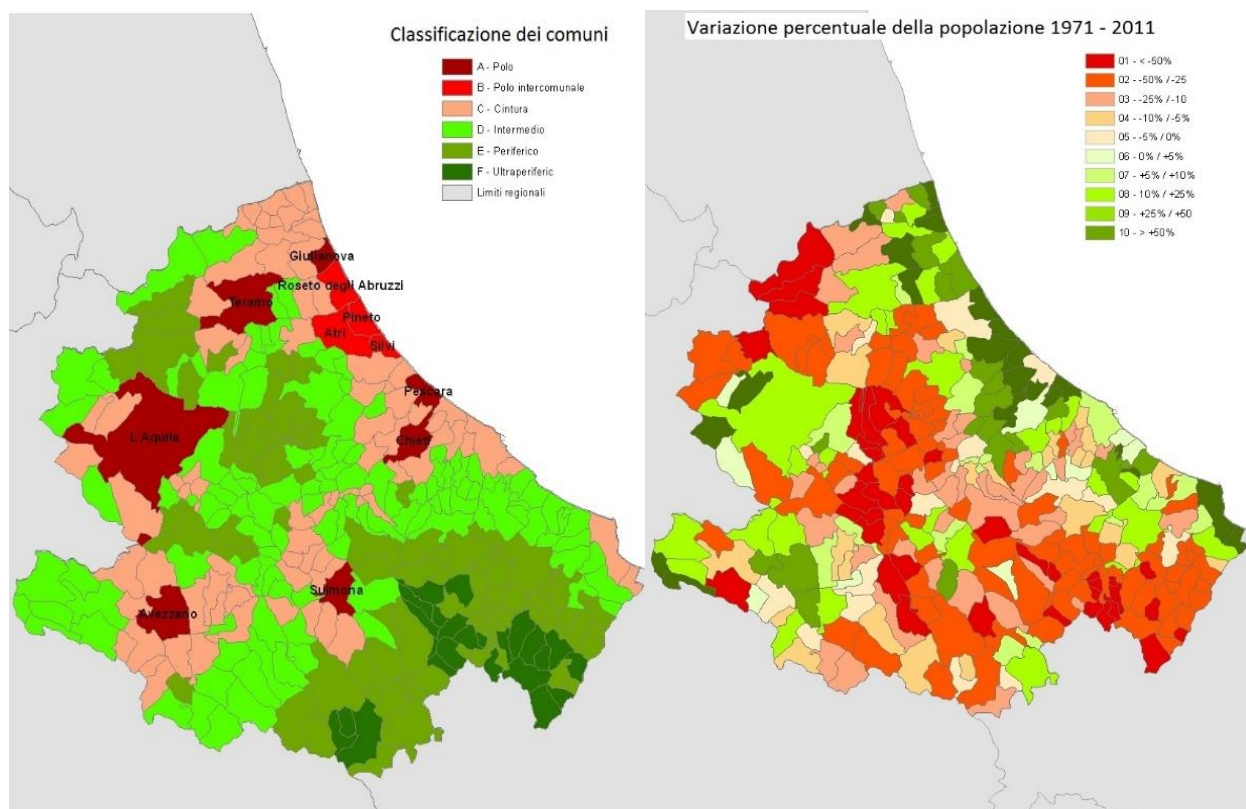 Classificazione dei comuni
A - Polo
B - Polo intercomunale
C - Cintura
D - Intermedio
E - Periferico
F - Ultraperiferic
Limiti regionali
Giulianova
Roseto degli Abruzzi
Teramo
Pineto
Atri
Silvi
Pescara
L'Aquila
Chieti
Sulmona
Avezzano
Variazione percentuale della popolazione 1971 - 2011
01 - < -50%
02 - -50% / -25
03 - -25% / -10
04 - -10% / -5%
05 - -5% / 0%
06 - 0% / +5%
07 - +5% / +10%
08 - 10% / +25%
09 - +25% / +50
10 - > +50%